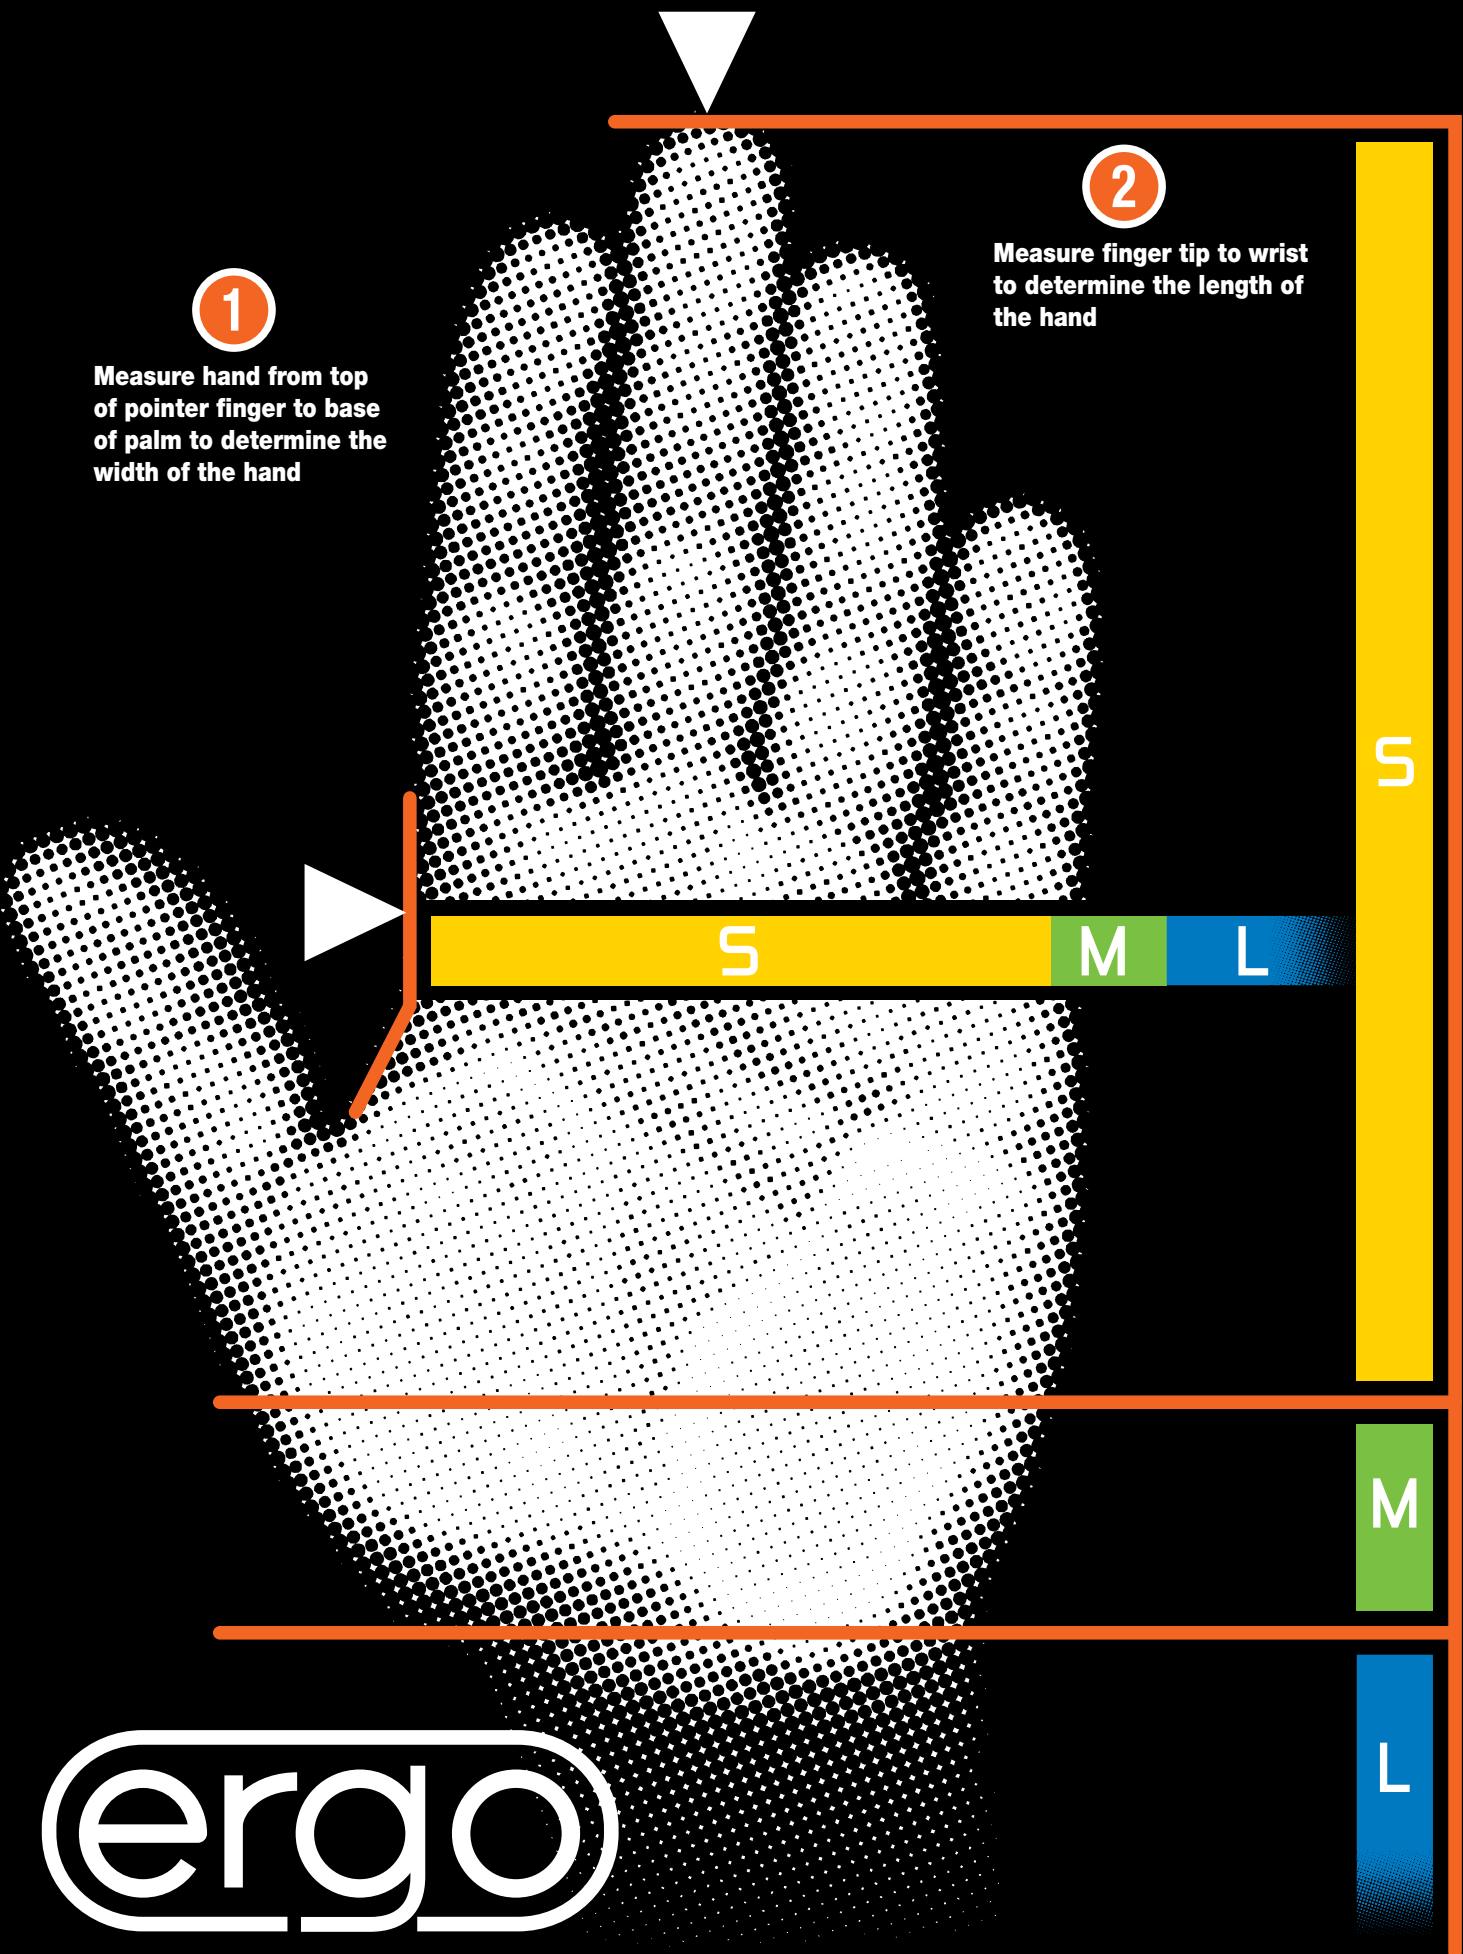 1
Measure hand from top
of pointer finger to base
of palm to determine the
width of the hand
2
Measure finger tip to wrist
to determine the length of
the hand
S
S M L
M
L
ergo